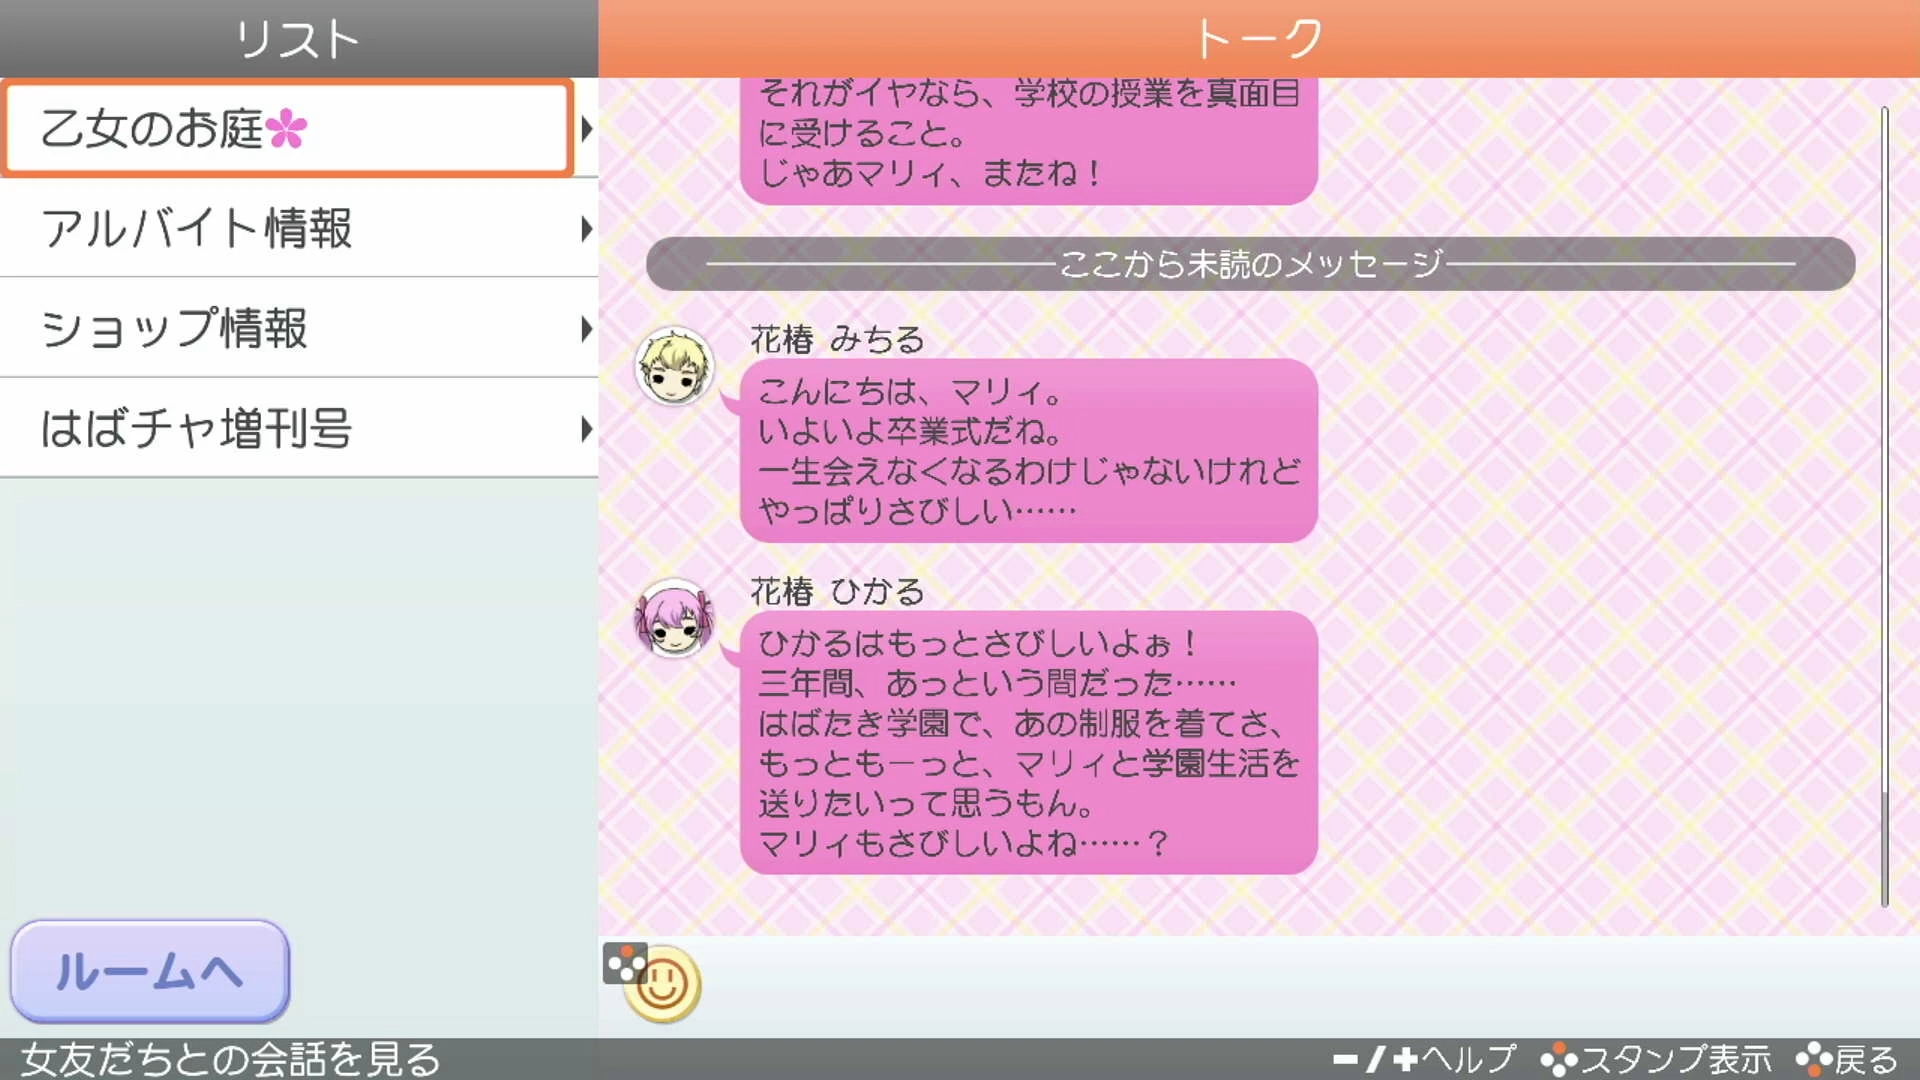 リスト
乙女のお庭
アルバイト情報
ショップ情報
はばチャ増刊号
ルームへ
女友だちとの会話を見る
トーク
それがイヤなら、学校の授業を真面目
に受けること。
じゃあマリィ、またね！
ここから未読のメッセージ
花椿 みちる
こんにちは、マリィ。
いよいよ卒業式だね。
一生会えなくなるわけじゃないけれど
やっぱりさびしい……
花椿 ひかる
ひかるはもっとさびしいよぉ！
三年間、あっという間だった……
はばたき学園で、あの制服を着てさ、
もっともーっと、マリィと学園生活を
送りたいって思うもん。
マリィもさびしいよね……？
ー/+ヘルプ スタンプ表示 戻る